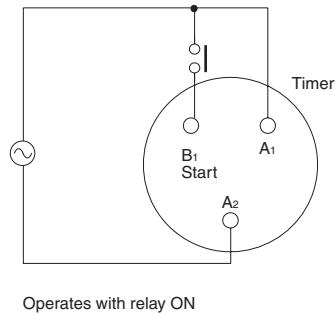 Timer
B1
Start
A1
A2
Operates with relay ON